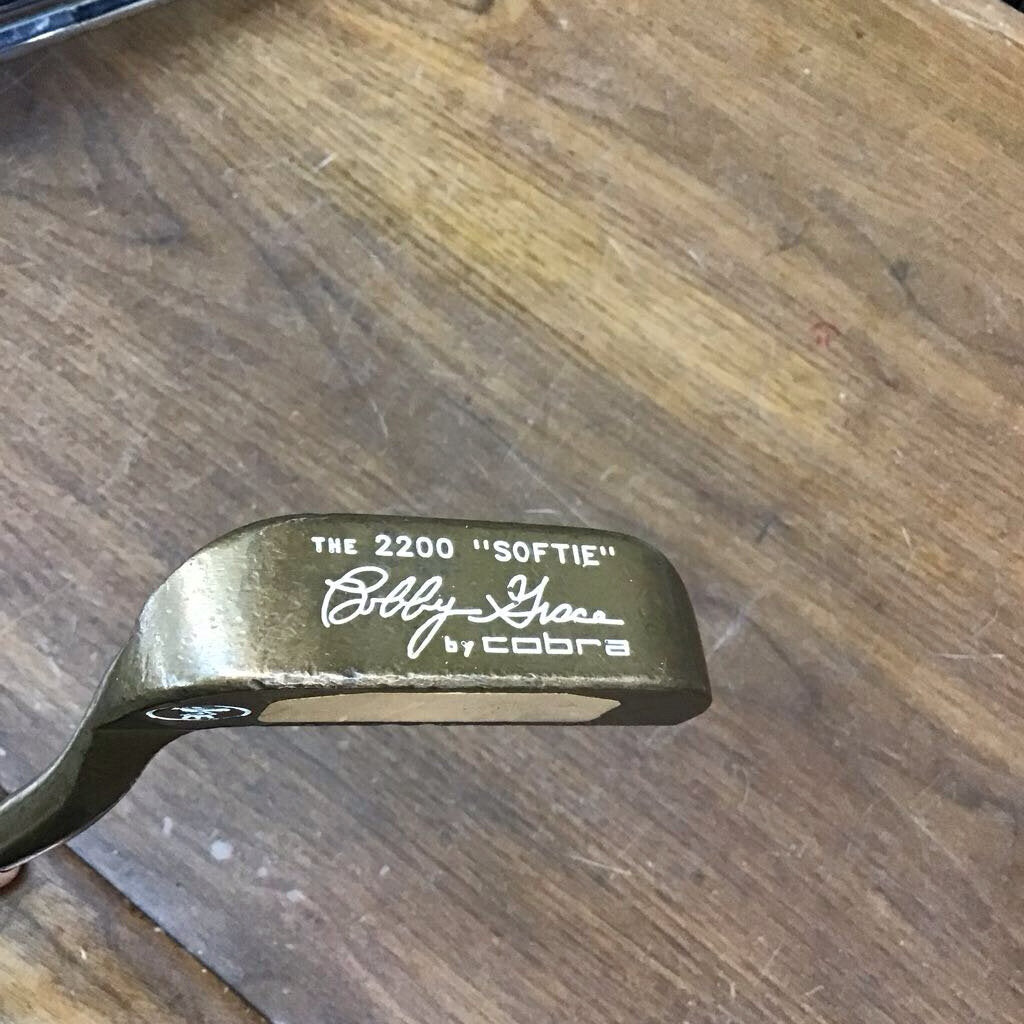 THE 2200 "SOFTIE"
Bobby Grace
by cobra